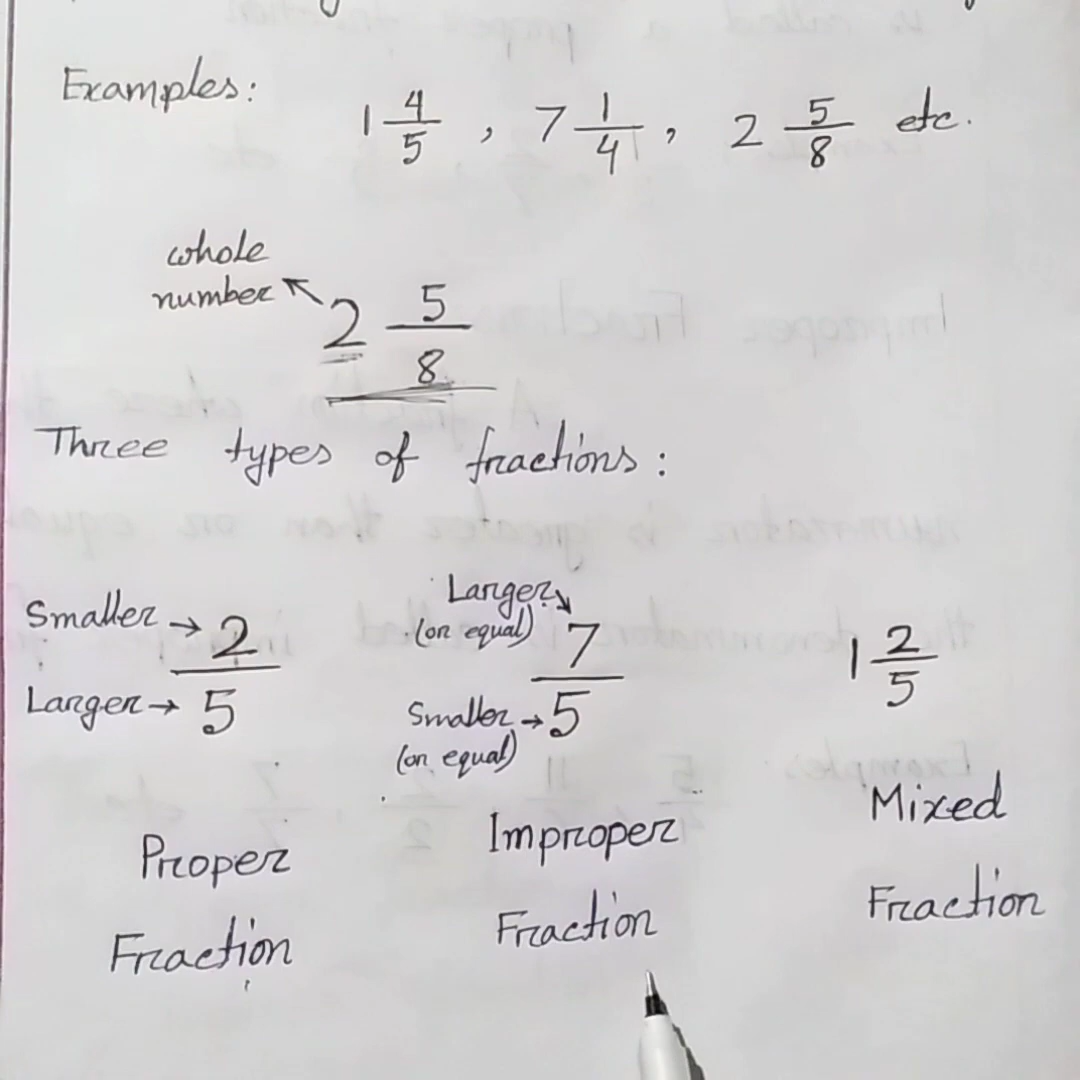 Examples: 1 4/5, 7 1/4, 2 5/8 etc.
whole
number
2 5/8
Three types of fractions:
Smaller → 2
Larger → 5
Larger
(or equal) 7
Smaller → 5
(or equal)
1 2/5
Proper
Fraction
Improper
Fraction
Mixed
Fraction